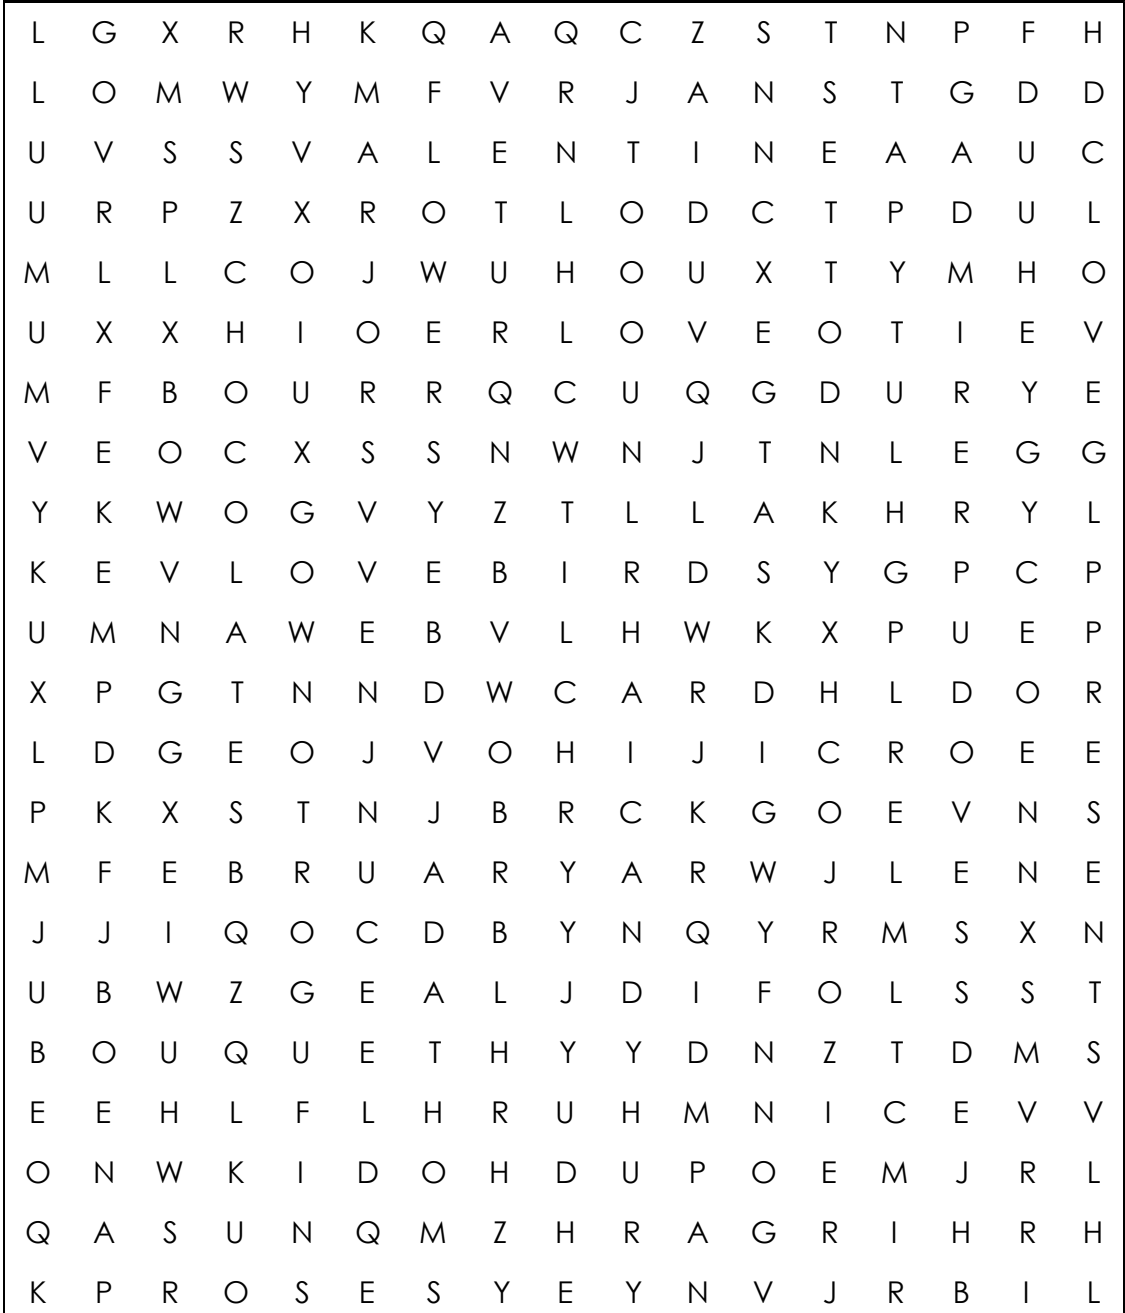 L G X R H K Q A Q C Z S T N P F H
L O M W Y M F V R J A N S T G D D
U V S S V A L E N T I N E A A U C
U R P Z X R O T L O D C T P D U L
M L L C O J W U H O U X T Y M H O
U X X H I O E R L O V E O T I E V
M F B O U R R Q C U Q G D U R Y E
V E O C X S S N W N J T N L E G G
Y K W O G V Y Z T L L A K H R Y L
K E V L O V E B I R D S Y G P C P
U M N A W E B V L H W K X P U E P
X P G T N N D W C A R D H L D O R
L D G E O J V O H I J I C R O E E
P K X S T N J B R C K G O E V N S
M F E B R U A R Y A R W J L E N E
J J I Q O C D B Y N Q Y R M S X N
U B W Z G E A L J D I F O L S S T
B O U Q U E T H Y Y D N Z T D M S
E E H L F L H R U H M N I C E V V
O N W K I D O H D U P O E M J R L
Q A S U N Q M Z H R A G R I H R H
K P R O S E S Y E Y N V J R B I L